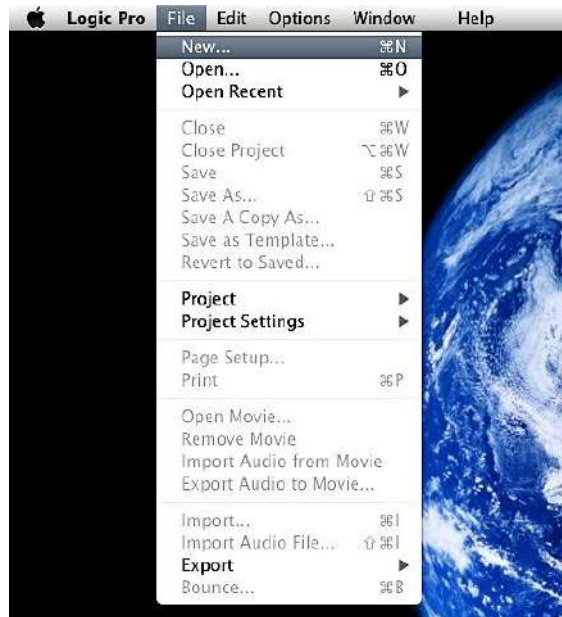 Logic Pro File Edit Options Window Help
New... ⌘N
Open... ⌘O
Open Recent ▶
Close ⌘W
Close Project ⌥⌘W
Save ⌘S
Save As... ⇧⌘S
Save A Copy As...
Save as Template...
Revert to Saved...
Project ▶
Project Settings ▶
Page Setup...
Print ⌘P
Open Movie...
Remove Movie
Import Audio from Movie
Export Audio to Movie...
Import... ⌘I
Import Audio File... ⇧⌘I
Export ▶
Bounce... ⌘B